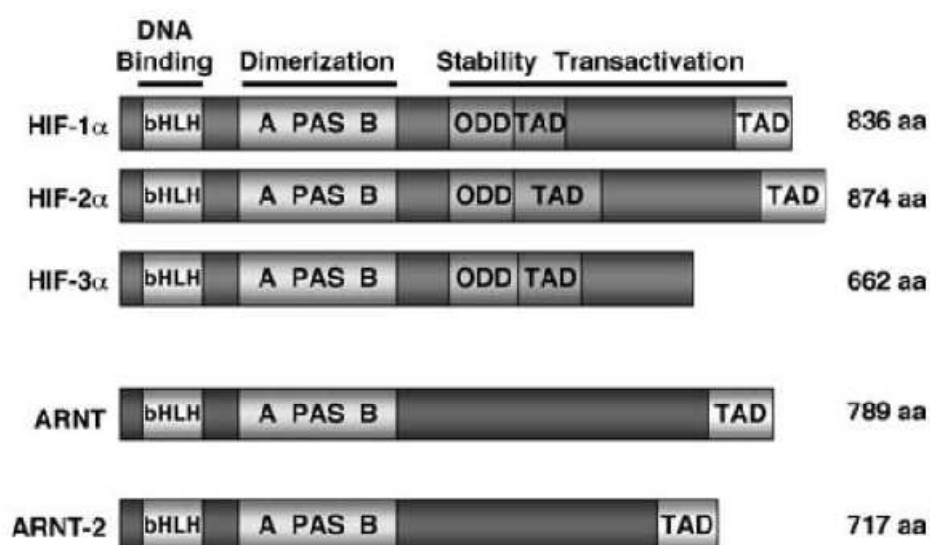 DNA
Binding Dimerization Stability Transactivation
HIF-1α bHLH A PAS B ODD TAD TAD 836 aa
HIF-2α bHLH A PAS B ODD TAD TAD 874 aa
HIF-3α bHLH A PAS B ODD TAD 662 aa
ARNT bHLH A PAS B TAD 789 aa
ARNT-2 bHLH A PAS B TAD 717 aa